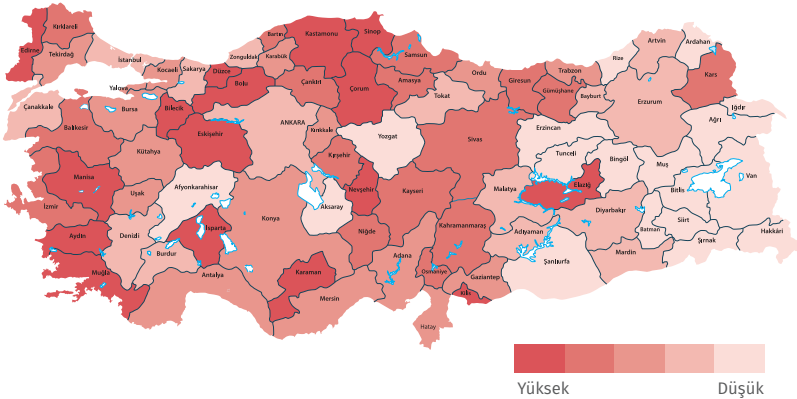 Kastamonu
Sinop
Kırklareli
Edirne
Tekirdağ
İstanbul
Bartın
Zonguldak
Karabük
Samsun
Artvin
Ardahan
Rize
Kocaeli
Sakarya
Düzce
Bolu
Çankırı
Amasya
Ordu
Giresun
Trabzon
Gümüşhane
Bayburt
Kars
Yalova
Çorum
Tokat
Erzurum
Iğdır
Çanakkale
Bursa
Bilecik
ANKARA
Ağrı
Balıkesir
Eskişehir
Kırıkkale
Yozgat
Sivas
Erzincan
Kütahya
Kırşehir
Tunceli
Bingöl
Muş
Van
Manisa
Uşak
Afyonkarahisar
Nevşehir
Kayseri
Malatya
Elazığ
Bitlis
İzmir
Aksaray
Konya
Diyarbakır
Siirt
Batman
Hakkâri
Aydın
Denizli
Isparta
Niğde
Kahramanmaraş
Adıyaman
Şırnak
Burdur
Adana
Mardin
Muğla
Antalya
Karaman
Osmaniye
Gaziantep
Şanlıurfa
Mersin
Kilis
Hatay
Yüksek
Düşük